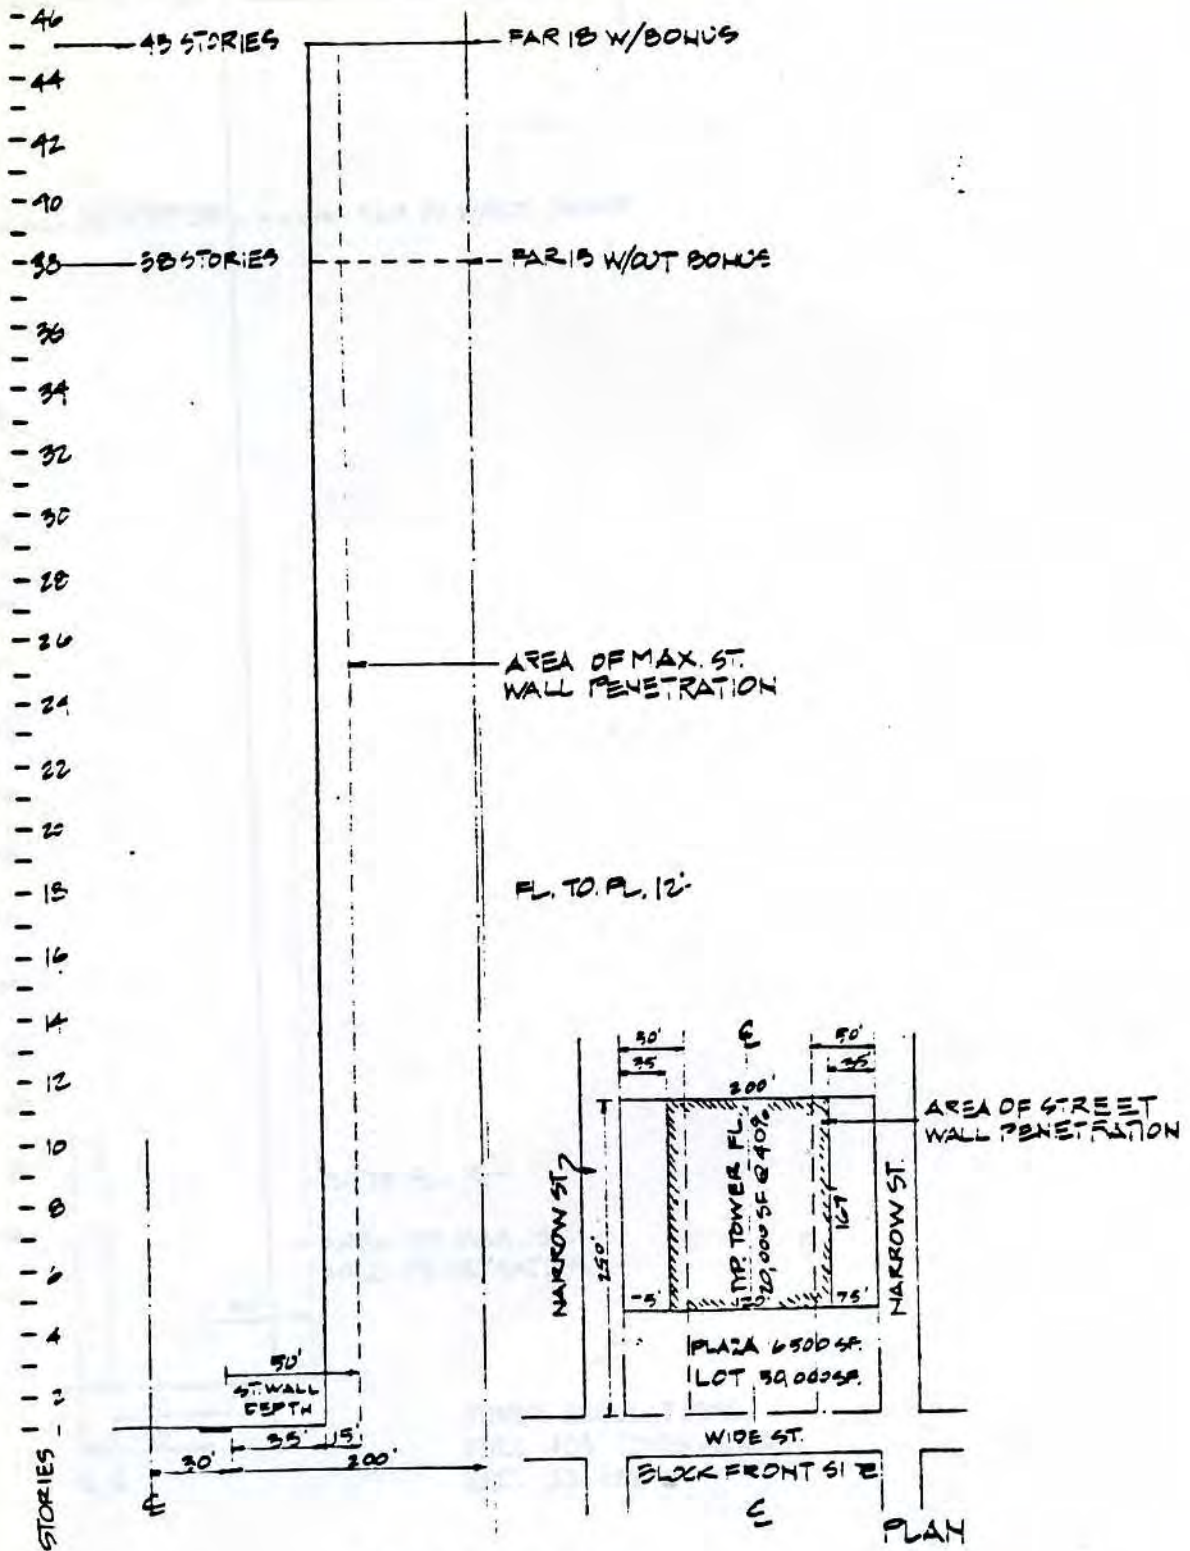 46
45 STORIES
FAR 18 W/BONUS
44
42
40
38
38 STORIES
FAR 15 W/OUT BONUS
36
34
32
30
28
26
AREA OF MAX. ST.
WALL PENETRATION
24
22
20
18
FL. TO. FL. 12'
16
14
12
10
8
6
4
2
1
STORIES
50'
ST. WALL
DEPTH
35'
15'
30'
200'
50'
35
200'
50'
35'
AREA OF STREET
WALL PENETRATION
NARROW ST.
250'
TYP. TOWER FL.
20,000 SF @ 40%
167'
NARROW ST.
75'
PLAZA 6500 SF.
LOT 50,000 SF.
WIDE ST.
BLOCK FRONT SITE
PLAN